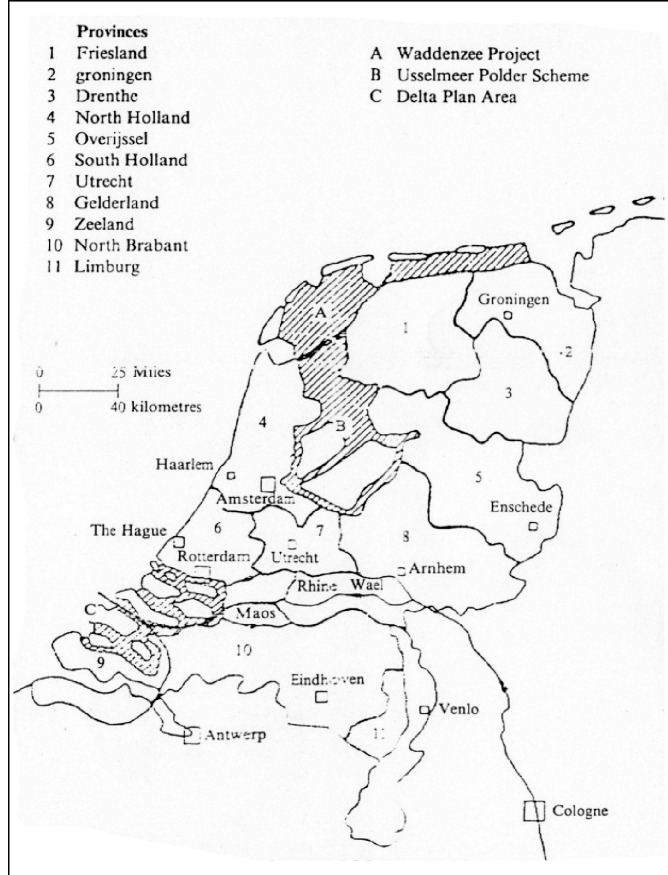 Provinces
1 Friesland
2 groningen
3 Drenthe
4 North Holland
5 Overijssel
6 South Holland
7 Utrecht
8 Gelderland
9 Zeeland
10 North Brabant
11 Limburg
A Waddenzee Project
B Usselmeer Polder Scheme
C Delta Plan Area
Groningen
A
1
2
3
0 25 Miles
0 40 kilometres
4
B
Haarlem
Amsterdam
5
Enschede
The Hague
6
7
8
Rotterdam
Utrecht
Arnhem
Rhine Wael
C
Maos
9
10
Eindhoven
Venlo
11
Antwerp
Cologne